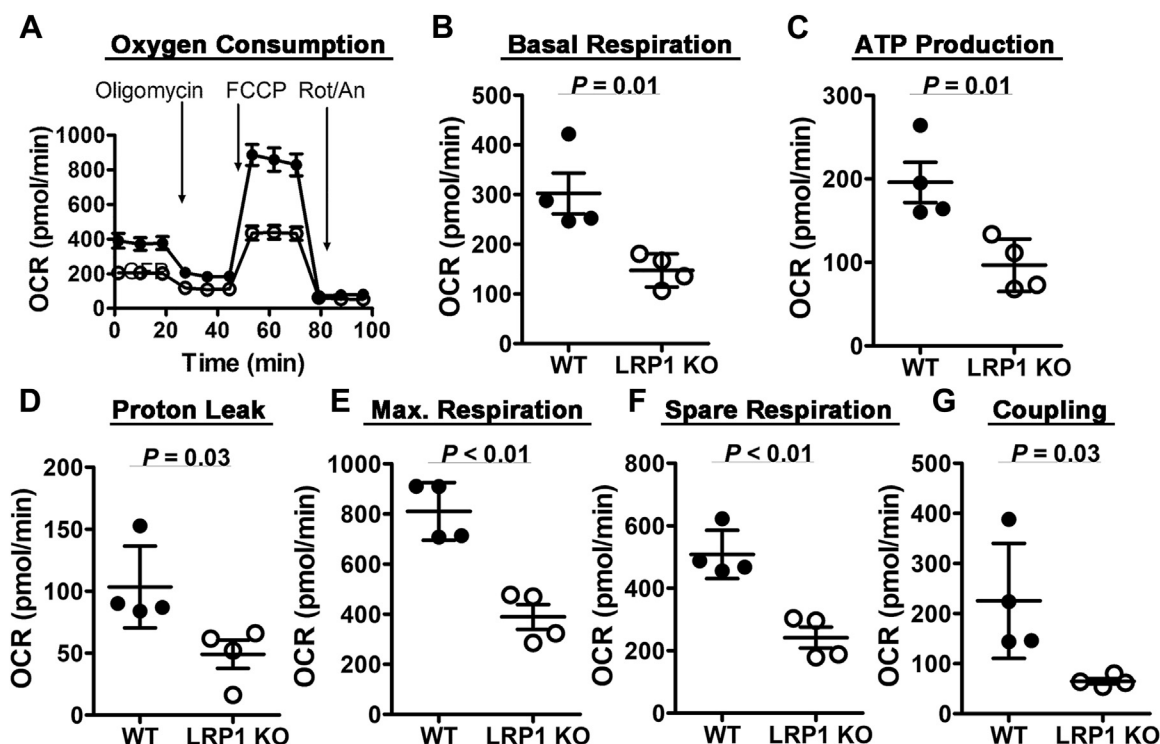 A
Oxygen Consumption
Oligomycin FCCP Rot/An
OCR (pmol/min)
1000
800
600
400
200
0
0 20 40 60 80 100
Time (min)
B
Basal Respiration
P = 0.01
OCR (pmol/min)
500
400
300
200
100
0
WT LRP1 KO
C
ATP Production
P = 0.01
OCR (pmol/min)
300
200
100
0
WT LRP1 KO
D
Proton Leak
P = 0.03
OCR (pmol/min)
200
150
100
50
0
WT LRP1 KO
E
Max. Respiration
P < 0.01
OCR (pmol/min)
1000
800
600
400
200
0
WT LRP1 KO
F
Spare Respiration
P < 0.01
OCR (pmol/min)
800
600
400
200
0
WT LRP1 KO
G
Coupling
P = 0.03
OCR (pmol/min)
500
400
300
200
100
0
WT LRP1 KO